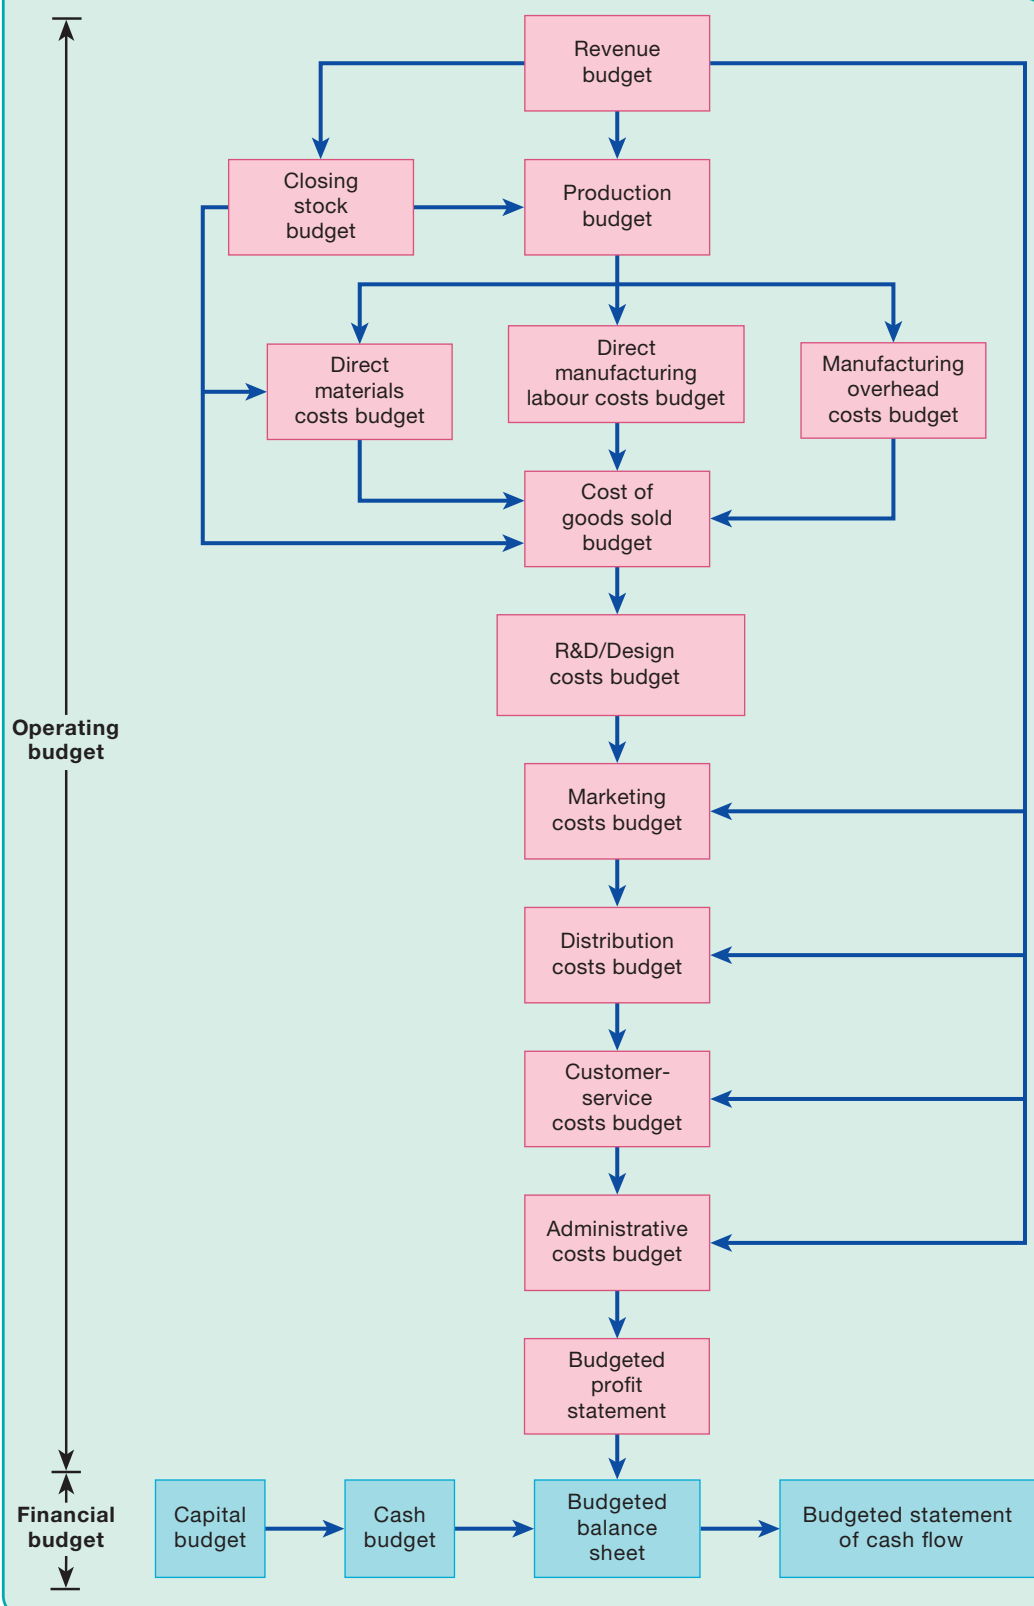 Revenue
budget
Closing
stock
budget
Production
budget
Direct
materials
costs budget
Direct
manufacturing
labour costs budget
Manufacturing
overhead
costs budget
Cost of
goods sold
budget
R&D/Design
costs budget
Operating
budget
Marketing
costs budget
Distribution
costs budget
Customer-
service
costs budget
Administrative
costs budget
Budgeted
profit
statement
Financial
budget
Capital
budget
Cash
budget
Budgeted
balance
sheet
Budgeted statement
of cash flow